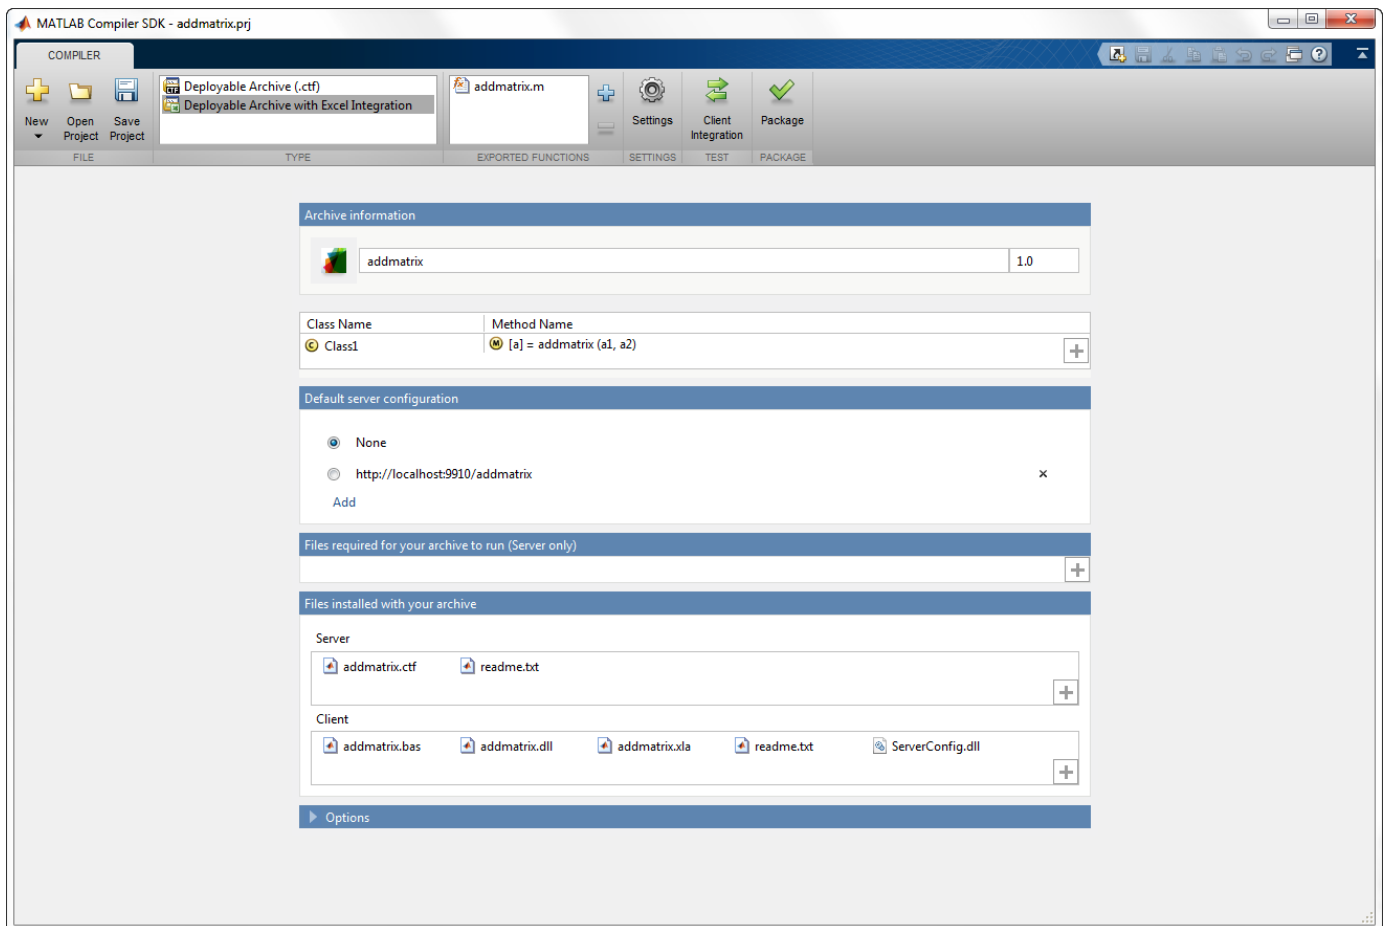 MATLAB Compiler SDK - addmatrix.prj
COMPILER
New
Open Project
Save Project
FILE
Deployable Archive (.ctf)
Deployable Archive with Excel Integration
TYPE
addmatrix.m
EXPORTED FUNCTIONS
Settings
SETTINGS
Client Integration
TEST
Package
PACKAGE
Archive information
addmatrix 1.0
Class Name Method Name
Class1 [a] = addmatrix (a1, a2)
Default server configuration
None
http://localhost:9910/addmatrix
Add
Files required for your archive to run (Server only)
Files installed with your archive
Server
addmatrix.ctf readme.txt
Client
addmatrix.bas addmatrix.dll addmatrix.xla readme.txt ServerConfig.dll
Options